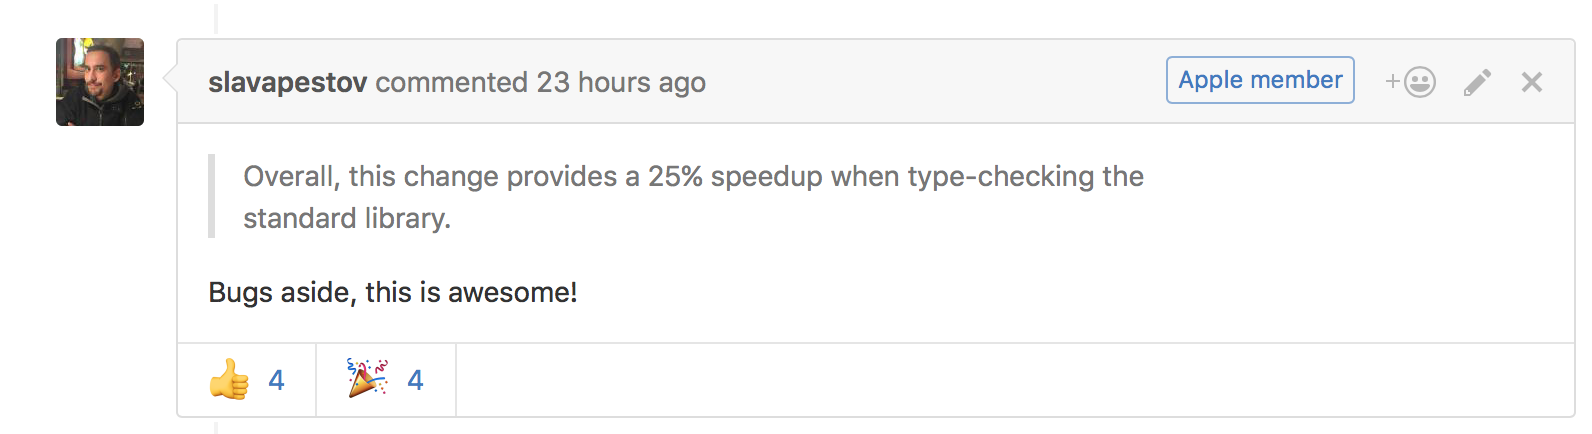 slavapestov commented 23 hours ago
Apple member
Overall, this change provides a 25% speedup when type-checking the
standard library.
Bugs aside, this is awesome!
4
4